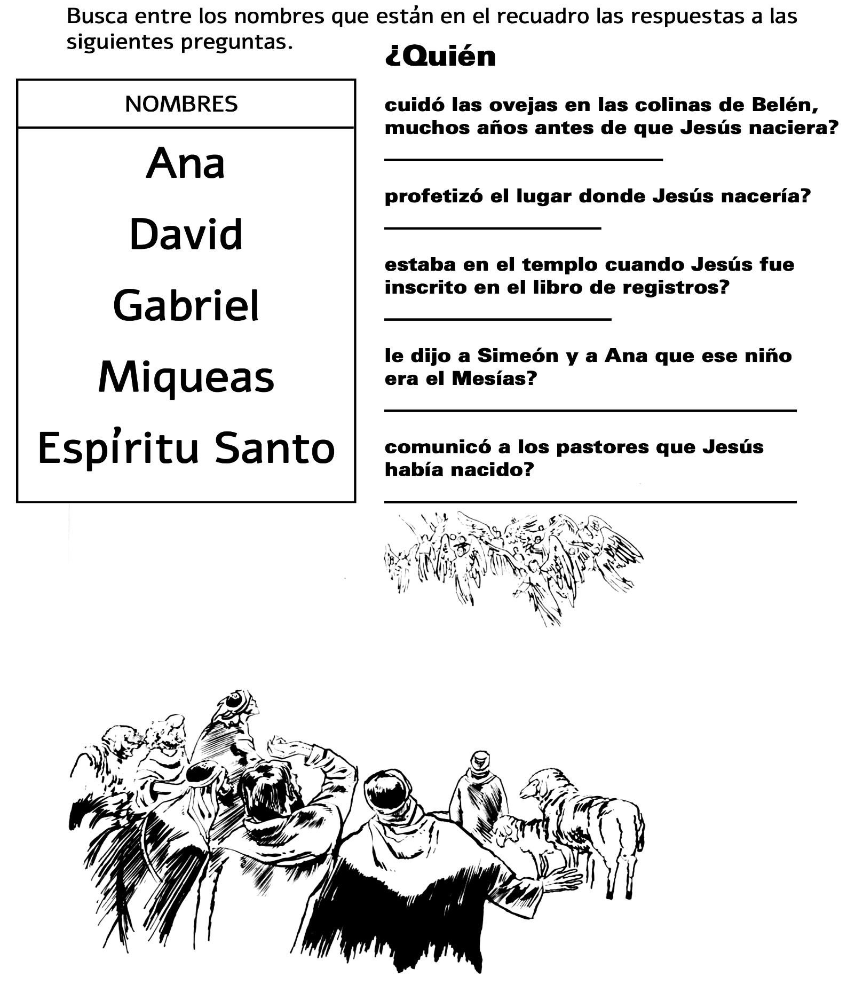 Busca entre los nombres que están en el recuadro las respuestas a las
siguientes preguntas.
NOMBRES
Ana
David
Gabriel
Miqueas
Espíritu Santo
¿Quién
cuidó las ovejas en las colinas de Belén,
muchos años antes de que Jesús naciera?
profetizó el lugar donde Jesús nacería?
estaba en el templo cuando Jesús fue
inscrito en el libro de registros?
le dijo a Simeón y a Ana que ese niño
era el Mesías?
comunicó a los pastores que Jesús
había nacido?